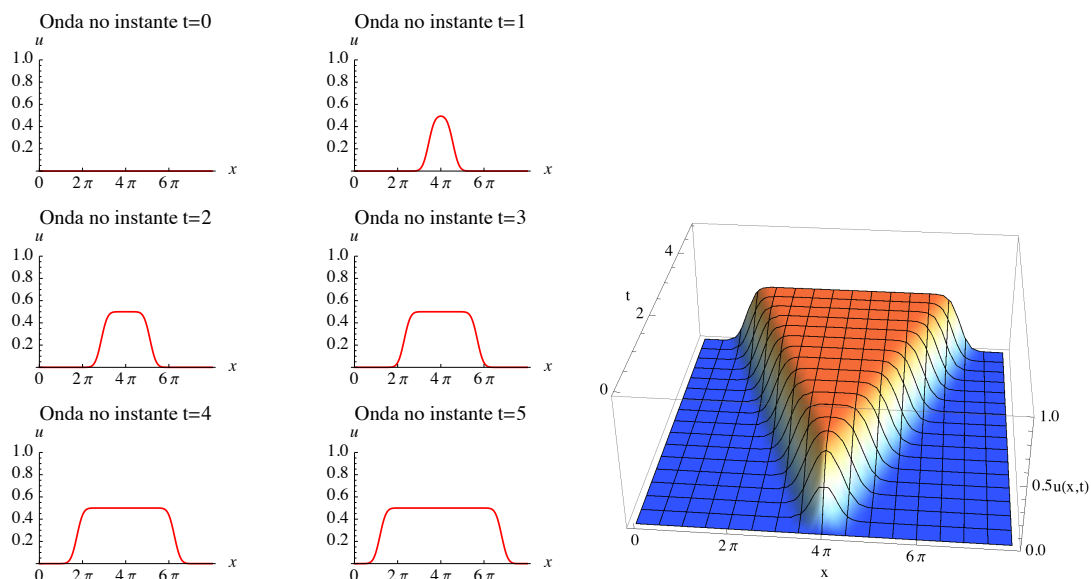 Onda no instante t=0
u
1.0
0.8
0.6
0.4
0.2
0 2π 4π 6π x
Onda no instante t=1
u
1.0
0.8
0.6
0.4
0.2
0 2π 4π 6π x
Onda no instante t=2
u
1.0
0.8
0.6
0.4
0.2
0 2π 4π 6π x
Onda no instante t=3
u
1.0
0.8
0.6
0.4
0.2
0 2π 4π 6π x
Onda no instante t=4
u
1.0
0.8
0.6
0.4
0.2
0 2π 4π 6π x
Onda no instante t=5
u
1.0
0.8
0.6
0.4
0.2
0 2π 4π 6π x
4
t
2
0
1.0
0.5u(x,t)
0.0
0 2π 4π 6π
x